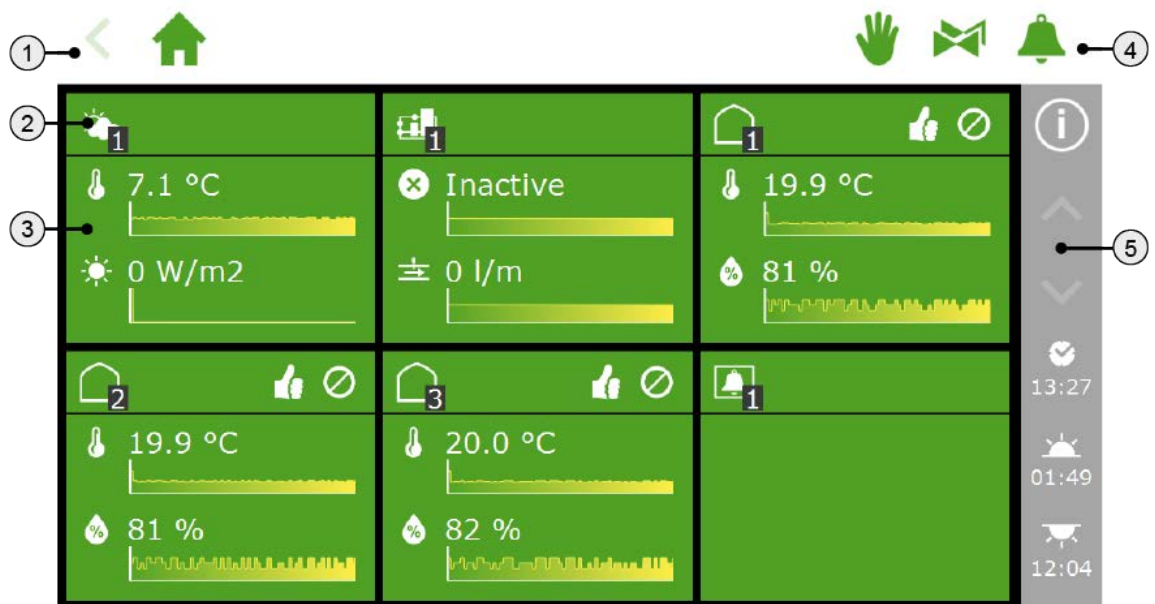 1
4
2
1
1
1
i
7.1 °C
Inactive
19.9 °C
3
5
0 W/m2
0 l/m
% 81 %
2
3
1
13:27
19.9 °C
20.0 °C
01:49
% 81 %
% 82 %
12:04